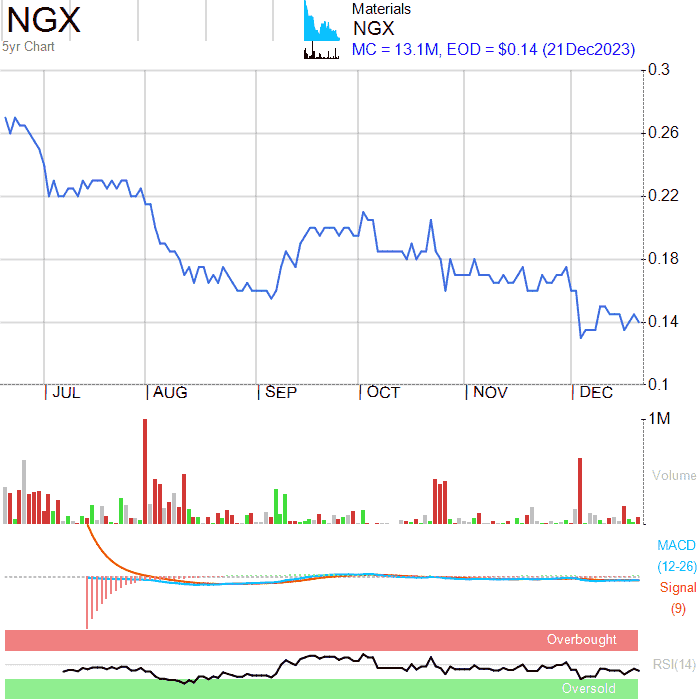 NGX
5yr Chart
Materials
NGX
MC = 13.1M, EOD = $0.14 (21Dec2023)
0.3
0.26
0.22
0.18
0.14
0.1
JUL AUG SEP OCT NOV DEC
1M
Volume
MACD
(12-26)
Signal
(9)
Overbought
RSI(14)
Oversold